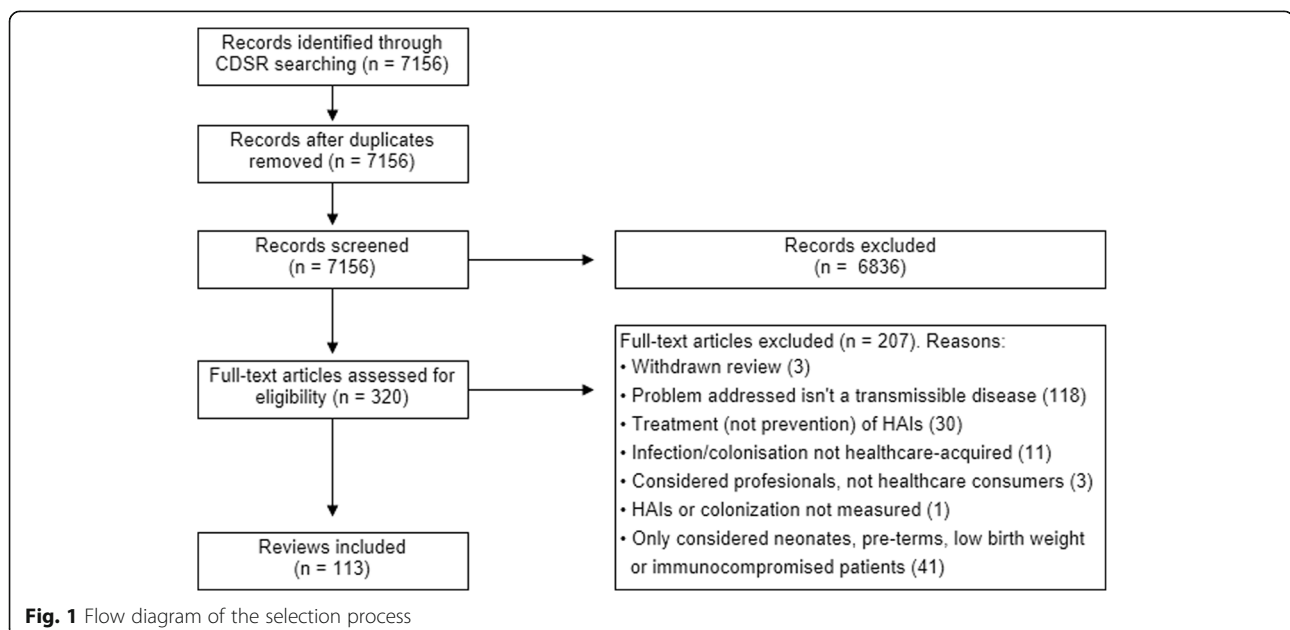 Records identified through
CDSR searching (n = 7156)
Records after duplicates
removed (n = 7156)
Records screened
(n = 7156)
Records excluded
(n = 6836)
Full-text articles assessed for
eligibility (n = 320)
Full-text articles excluded (n = 207). Reasons:
• Withdrawn review (3)
• Problem addressed isn't a transmissible disease (118)
• Treatment (not prevention) of HAIs (30)
• Infection/colonisation not healthcare-acquired (11)
• Considered profesionals, not healthcare consumers (3)
• HAIs or colonization not measured (1)
• Only considered neonates, pre-terms, low birth weight
or immunocompromised patients (41)
Reviews included
(n = 113)
Fig. 1 Flow diagram of the selection process